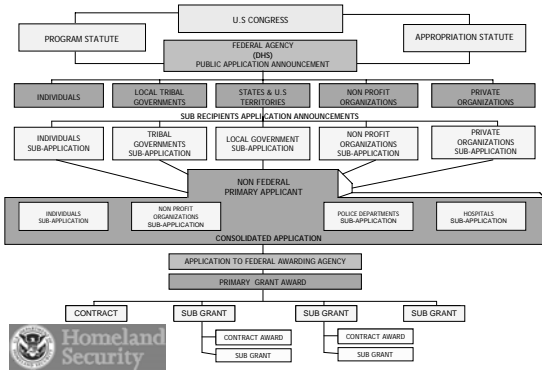 U.S CONGRESS
PROGRAM STATUTE
APPROPRIATION STATUTE
FEDERAL AGENCY
(DHS)
PUBLIC APPLICATION ANNOUNCEMENT
INDIVIDUALS
LOCAL TRIBAL
GOVERNMENTS
STATES & U.S
TERRITORIES
NON PROFIT
ORGANIZATIONS
PRIVATE
ORGANIZATIONS
SUB RECIPIENTS APPLICATION ANNOUNCEMENTS
INDIVIDUALS
SUB-APPLICATION
TRIBAL
GOVERNMENTS
SUB-APPLICATION
LOCAL GOVERNMENT
SUB-APPLICATION
NON PROFIT
ORGANIZATIONS
SUB-APPLICATION
PRIVATE
ORGANIZATIONS
SUB-APPLICATION
NON FEDERAL
PRIMARY APPLICANT
INDIVIDUALS
SUB-APPLICATION
NON PROFIT
ORGANIZATIONS
SUB-APPLICATION
POLICE DEPARTMENTS
SUB-APPLICATION
HOSPITALS
SUB-APPLICATION
CONSOLIDATED APPLICATION
APPLICATION TO FEDERAL AWARDING AGENCY
PRIMARY GRANT AWARD
CONTRACT
SUB GRANT
SUB GRANT
SUB GRANT
CONTRACT AWARD
SUB GRANT
CONTRACT AWARD
SUB GRANT
Homeland
Security